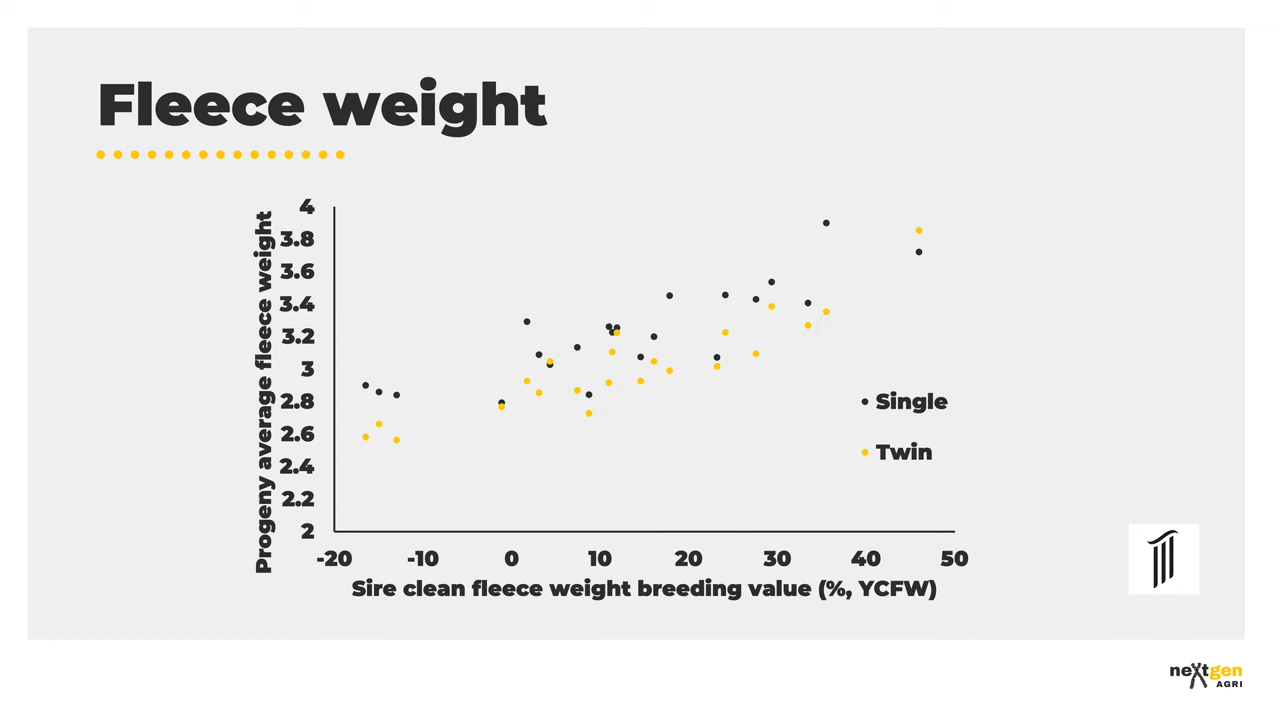 Fleece weight
Progeny average fleece weight
4
3.8
3.6
3.4
3.2
3
2.8
2.6
2.4
2.2
2
-20 -10 0 10 20 30 40 50
Sire clean fleece weight breeding value (%, YCFW)
Single
Twin
nextgen
AGRI